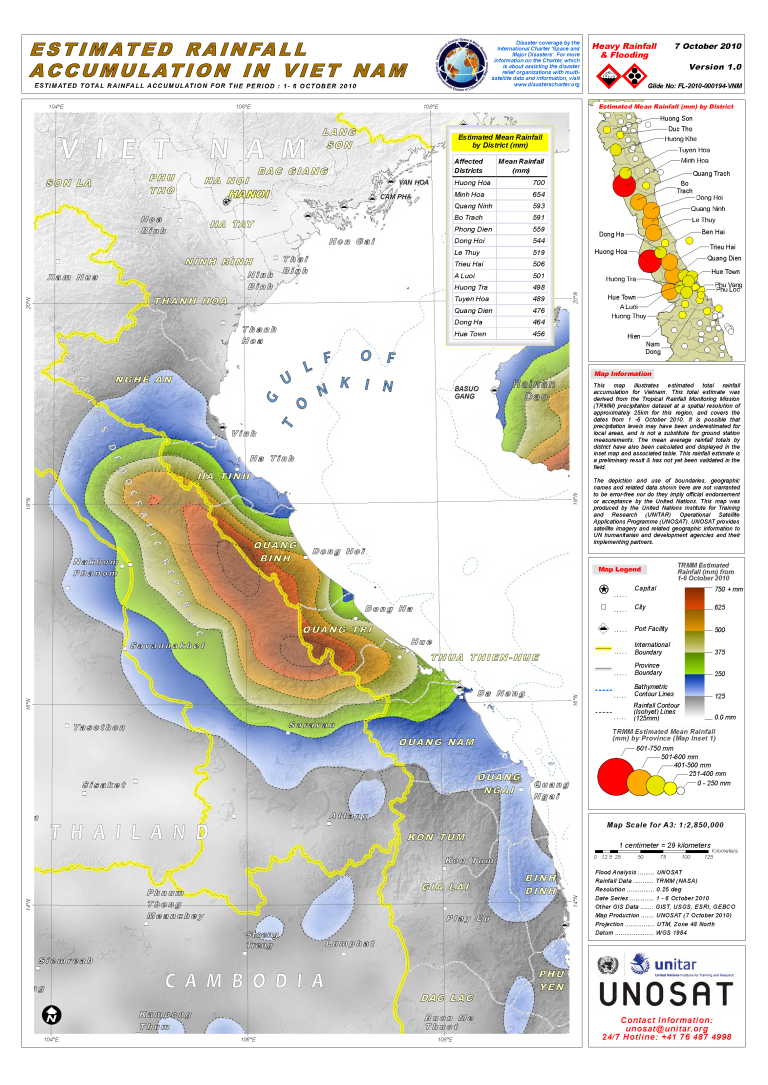 ESTIMATED RAINFALL
ACCUMULATION IN VIET NAM
ESTIMATED TOTAL RAINFALL ACCUMULATION FOR THE PERIOD : 1- 6 OCTOBER 2010
Disaster coverage by the
International Charter 'Space and
Major Disasters'. For more
information on the Charter, which
is about assisting the disaster
relief organizations with multi-
satellite data and information, visit
www.disasterscharter.org
Heavy Rainfall
& Flooding
7 October 2010
Version 1.0
Glide No: FL-2010-000194-VNM
104°E
106°E
108°E
VIET NAM
LANG
SON
BAC GIANG
SON LA
PHU
THO
HA NOI
HANOI
VAN HOA
CAM PHA
Hoa
Binh
HA TAY
Hon Gai
NINH BINH
Thai
Binh
Ninh
Binh
Xam Nua
THANH HOA
20°N
20°N
Thanh
Hoa
GULF OF
TONKIN
NGHE AN
BASUO
GANG
Hainan
Dao
Vinh
Ha Tinh
HA TINH
18°N
18°N
QUANG
BINH
Dong Hoi
Nakhon
Phanom
Dong Ha
QUANG TRI
Hue
Savannakhet
THUA THIEN-HUE
16°N
16°N
Da Nang
Saravan
Yasothon
QUANG NAM
QUANG
NGAI
Quang
Ngai
Sisaket
Attapu
THAILAND
KON TUM
Kon Tum
BINH
DINH
GIA LAI
Phnum
Tbeng
Meanchey
14°N
14°N
Play Cu
Stoeng
Treng
Lumphat
Siemreab
CAMBODIA
PHU
YEN
DAC LAC
Kampong
Thum
Buon Me
Thuot
N
104°E
106°E
108°E
Estimated Mean Rainfall
by District (mm)
Affected
Districts
Mean Rainfall
(mm)
Huong Hoa 700
Minh Hoa 654
Quang Ninh 593
Bo Trach 591
Phong Dien 559
Dong Hoi 544
Le Thuy 519
Trieu Hai 506
A Luoi 501
Huong Tra 498
Tuyen Hoa 489
Quang Dien 476
Dong Ha 464
Hue Town 456
Estimated Mean Rainfall (mm) by District
Huong Son
Duc Tho
Huong Khe
Tuyen Hoa
Minh Hoa
Quang Trach
Bo
Trach
Dong Hoi
Quang Ninh
Le Thuy
Dong Ha
Ben Hai
Trieu Hai
Huong Hoa
Quang Dien
Hue Town
Huong Tra
Phu Vang
Phu Loc
Hue Town
A Luoi
Huong Thuy
Hien
Nam
Dong
Map Information
This map illustrates estimated total rainfall
accumulation for Vietnam. This total estimate was
derived from the Tropical Rainfall Monitoring Mission
(TRMM) precipitation dataset at a spatial resolution of
approximately 25km for this region, and covers the
dates from 1 -6 October 2010. It is possible that
precipitation levels may have been underestimated for
local areas, and is not a substitute for ground station
measurements. The mean average rainfall totals by
district have also been calculated and displayed in the
inset map and associated table. This rainfall estimate is
a preliminary result & has not yet been validated in the
field.
The depiction and use of boundaries, geographic
names and related data shown here are not warranted
to be error-free nor do they imply official endorsement
or acceptance by the United Nations. This map was
produced by the United Nations Institute for Training
and Research (UNITAR) Operational Satellite
Applications Programme (UNOSAT). UNOSAT provides
satellite imagery and related geographic information to
UN humanitarian and development agencies and their
implementing partners.
Map Legend
TRMM Estimated
Rainfall (mm) from
1-6 October 2010
Capital
City
Port Facility
International
Boundary
Province
Boundary
Bathymetric
Contour Lines
Rainfall Contour
(Isohyet) Lines
(125mm)
750 + mm
625
500
375
250
125
0.0 mm
TRMM Estimated Mean Rainfall
(mm) by Province (Map Inset 1)
601-750 mm
501-600 mm
401-500 mm
251-400 mm
0 - 250 mm
Map Scale for A3: 1:2,850,000
1 centimeter = 29 kilometers
Kilometers
0 12.5 25 50 75 100 125
Flood Analysis ......... UNOSAT
Rainfall Data ........... TRMM (NASA)
Resolution ............... 0.25 deg
Date Series .............. 1 - 6 October 2010
Other GIS Data ....... GIST, USGS, ESRI, GEBCO
Map Production ...... UNOSAT (7 October 2010)
Projection ................ UTM, Zone 48 North
Datum ..................... WGS 1984
unitar
United Nations Institute for Training and Research
UNOSAT
Contact Information:
unosat@unitar.org
24/7 Hotline: +41 76 487 4998